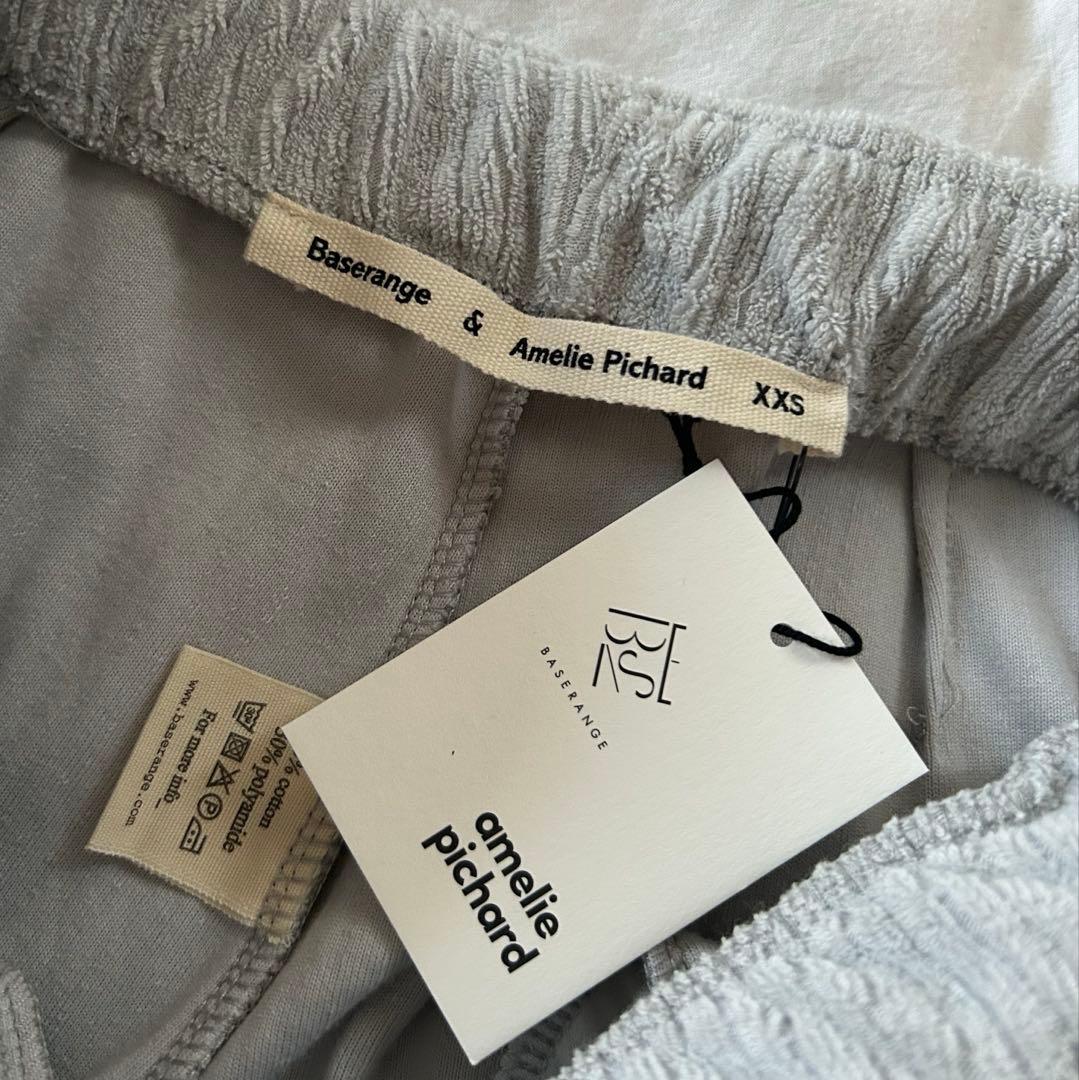 Baserange & Amelie Pichard XXS
BASERANGE
amelie
pichard
% cotton
polyamide
For more info
www.baserange.com